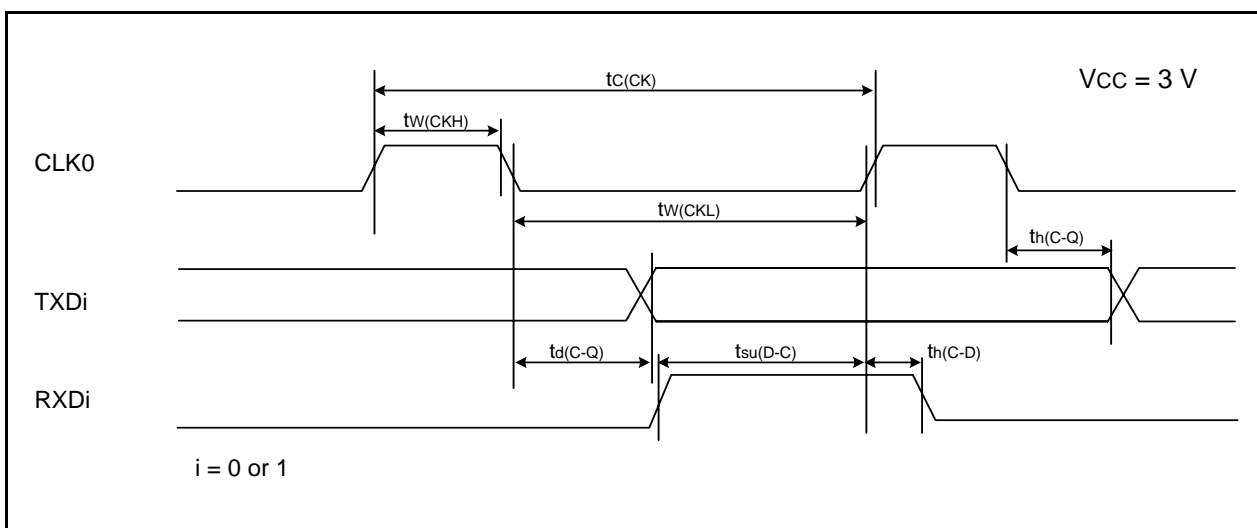 tC(CK)
VCC = 3 V
tW(CKH)
CLK0
tW(CKL)
th(C-Q)
TXDi
td(C-Q)
tsu(D-C)
th(C-D)
RXDi
i = 0 or 1